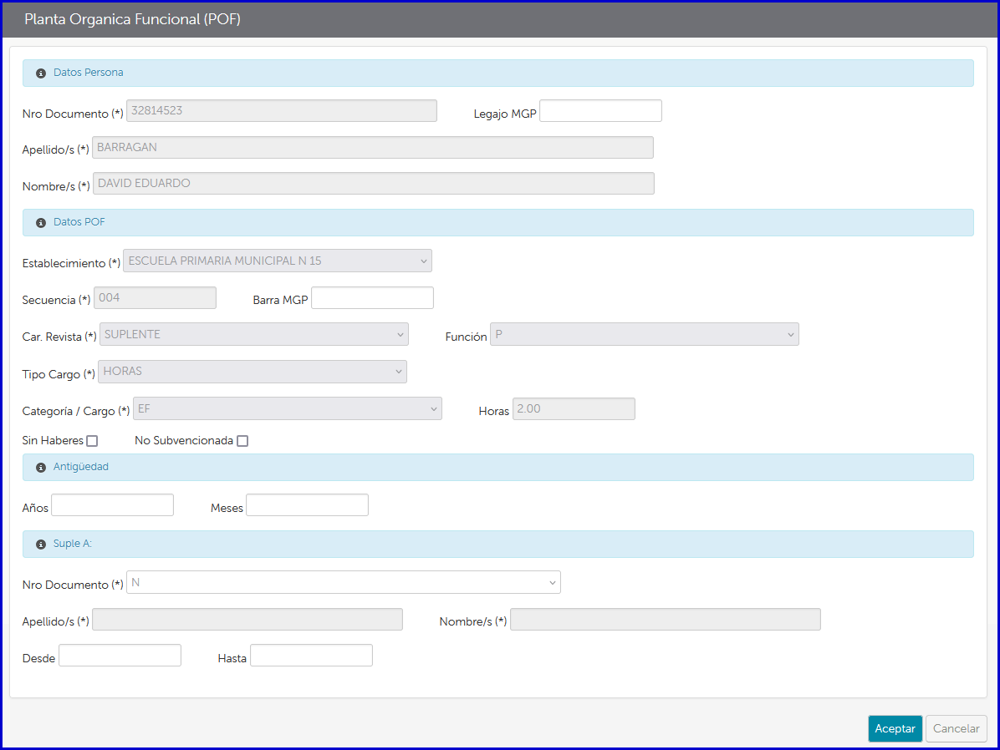 Planta Organica Funcional (POF)
Datos Persona
Nro Documento (*) 32814523 Legajo MGP
Apellido/s (*) BARRAGAN
Nombre/s (*) DAVID EDUARDO
Datos POF
Establecimiento (*) ESCUELA PRIMARIA MUNICIPAL N 15
Secuencia (*) 004 Barra MGP
Car. Revista (*) SUPLENTE Función P
Tipo Cargo (*) HORAS
Categoría / Cargo (*) EF Horas 2.00
Sin Haberes No Subvencionada
Antigüedad
Años Meses
Suple A:
Nro Documento (*) N
Apellido/s (*) Nombre/s (*)
Desde Hasta
Aceptar Cancelar